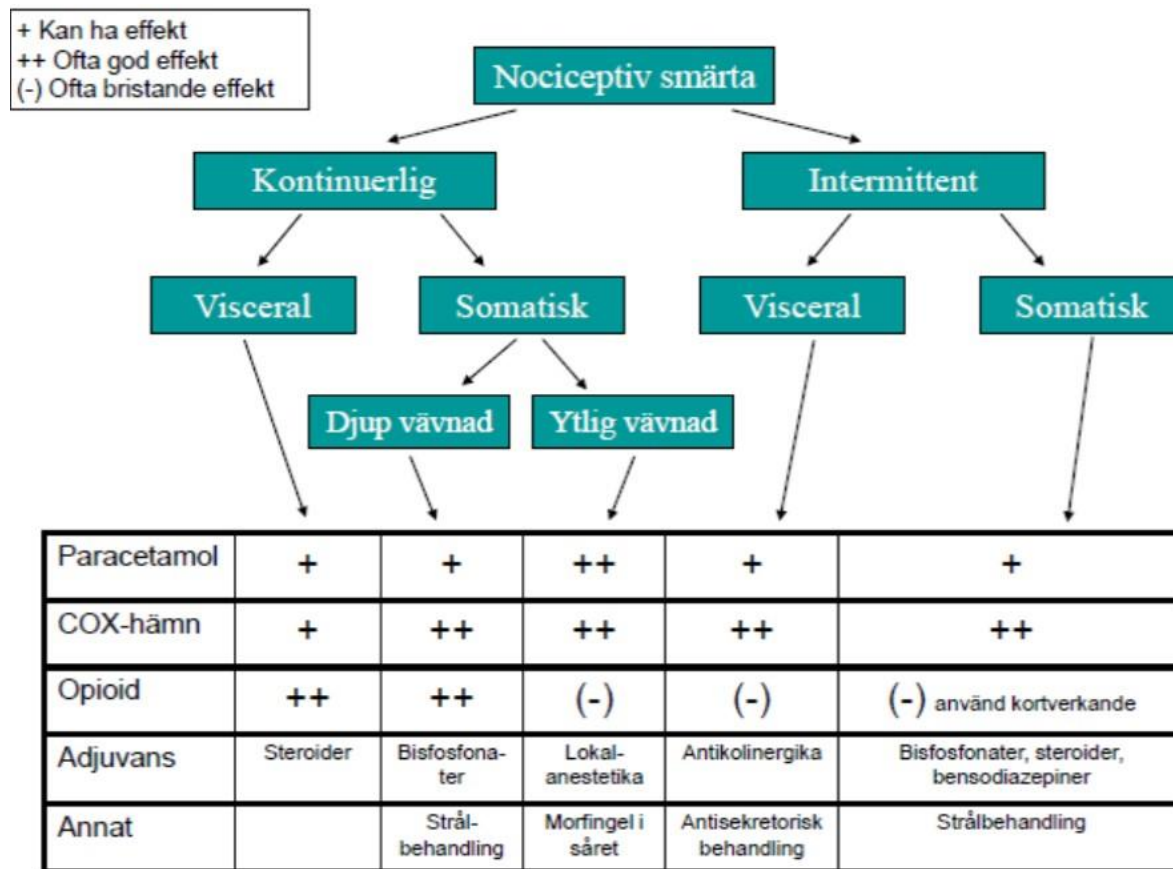 + Kan ha effekt
++ Ofta god effekt
(-) Ofta bristande effekt
Nociceptiv smärta
Kontinuerlig
Intermittent
Visceral
Somatisk
Visceral
Somatisk
Djup vävnad
Ytlig vävnad
Paracetamol + + ++ + +
COX-hämn + ++ ++ ++ ++
Opioid ++ ++ (-) (-) (-) använd kortverkande
Adjuvans
Steroider
Bisfosfona-
ter
Lokal-
anestetika
Antikolinergika
Bisfosfonater, steroider,
bensodiazepiner
Annat
Strål-
behandling
Morfingel i
såret
Antisekretorisk
behandling
Strålbehandling